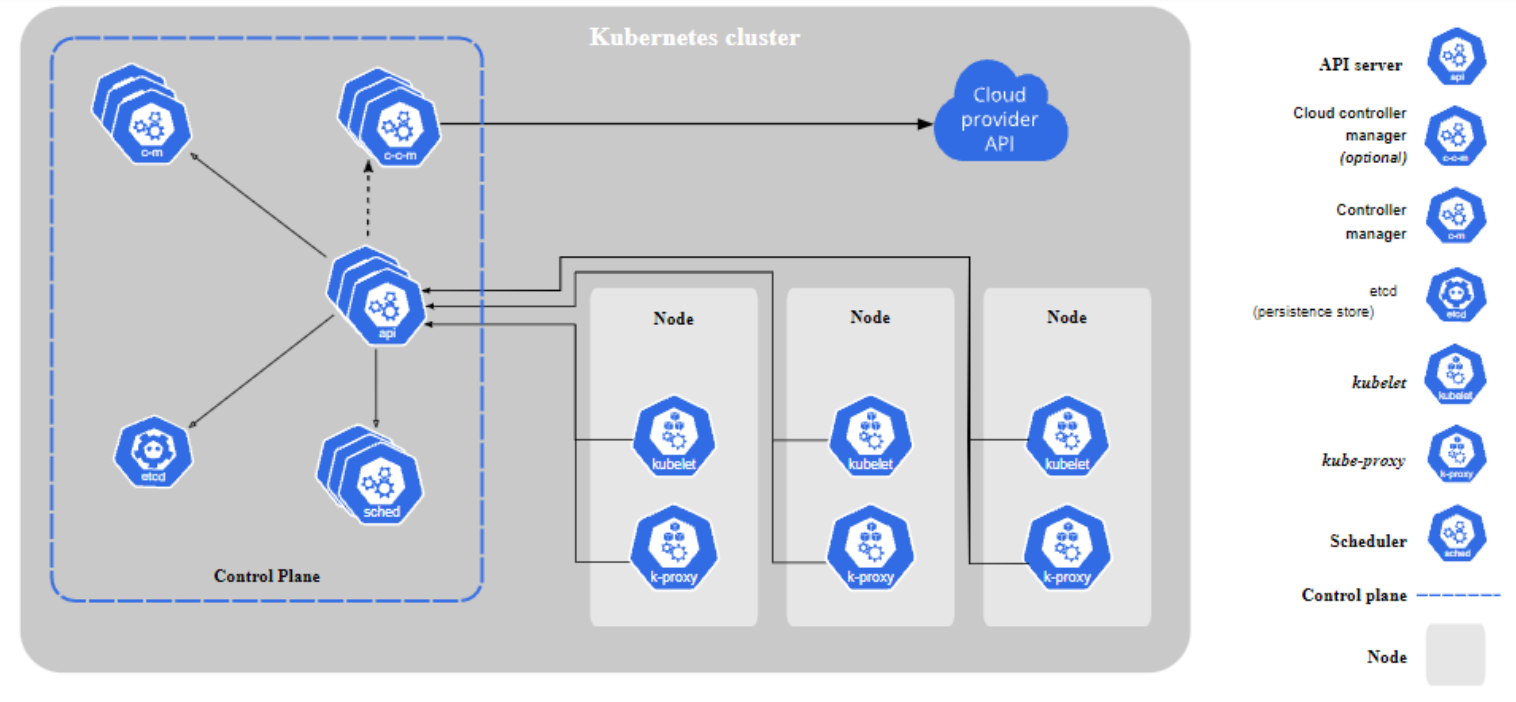 Kubernetes cluster
c-m
c-c-m
Cloud
provider
API
api
etcd
sched
Control Plane
Node
Node
Node
kubelet
kubelet
kubelet
k-proxy
k-proxy
k-proxy
API server
api
Cloud controller
manager
(optional)
c-c-m
Controller
manager
c-m
etcd
(persistence store)
etcd
kubelet
kubelet
kube-proxy
k-proxy
Scheduler
sched
Control plane
Node